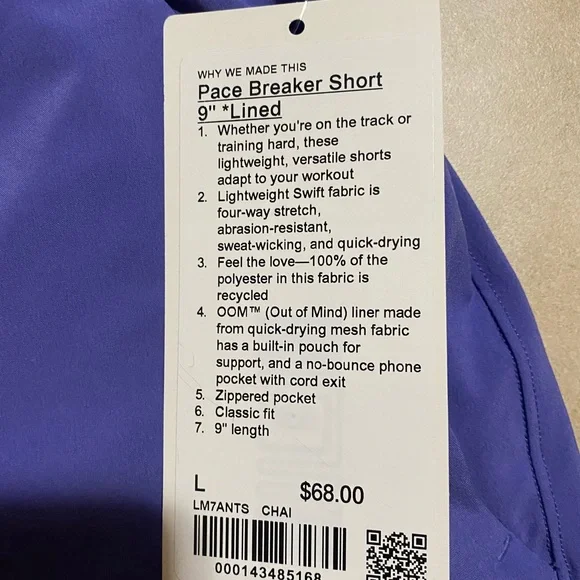 WHY WE MADE THIS
Pace Breaker Short
9" *Lined
1. Whether you're on the track or
training hard, these
lightweight, versatile shorts
adapt to your workout
2. Lightweight Swift fabric is
four-way stretch,
abrasion-resistant,
sweat-wicking, and quick-drying
3. Feel the love—100% of the
polyester in this fabric is
recycled
4. OOM™ (Out of Mind) liner made
from quick-drying mesh fabric
has a built-in pouch for
support, and a no-bounce phone
pocket with cord exit
5. Zippered pocket
6. Classic fit
7. 9" length
L $68.00
LM7ANTS CHAI
000143485168